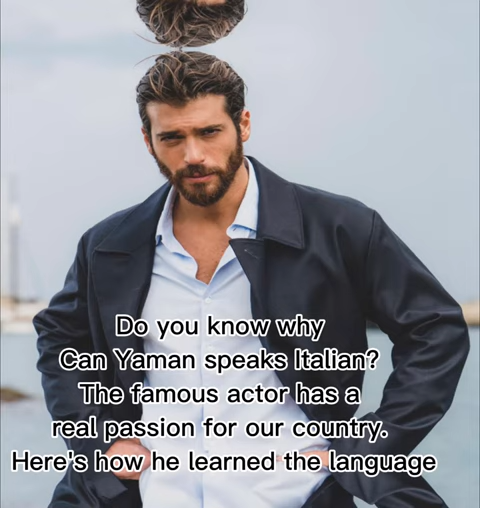 Do you know why
Can Yaman speaks Italian?
The famous actor has a
real passion for our country.
Here's how he learned the language